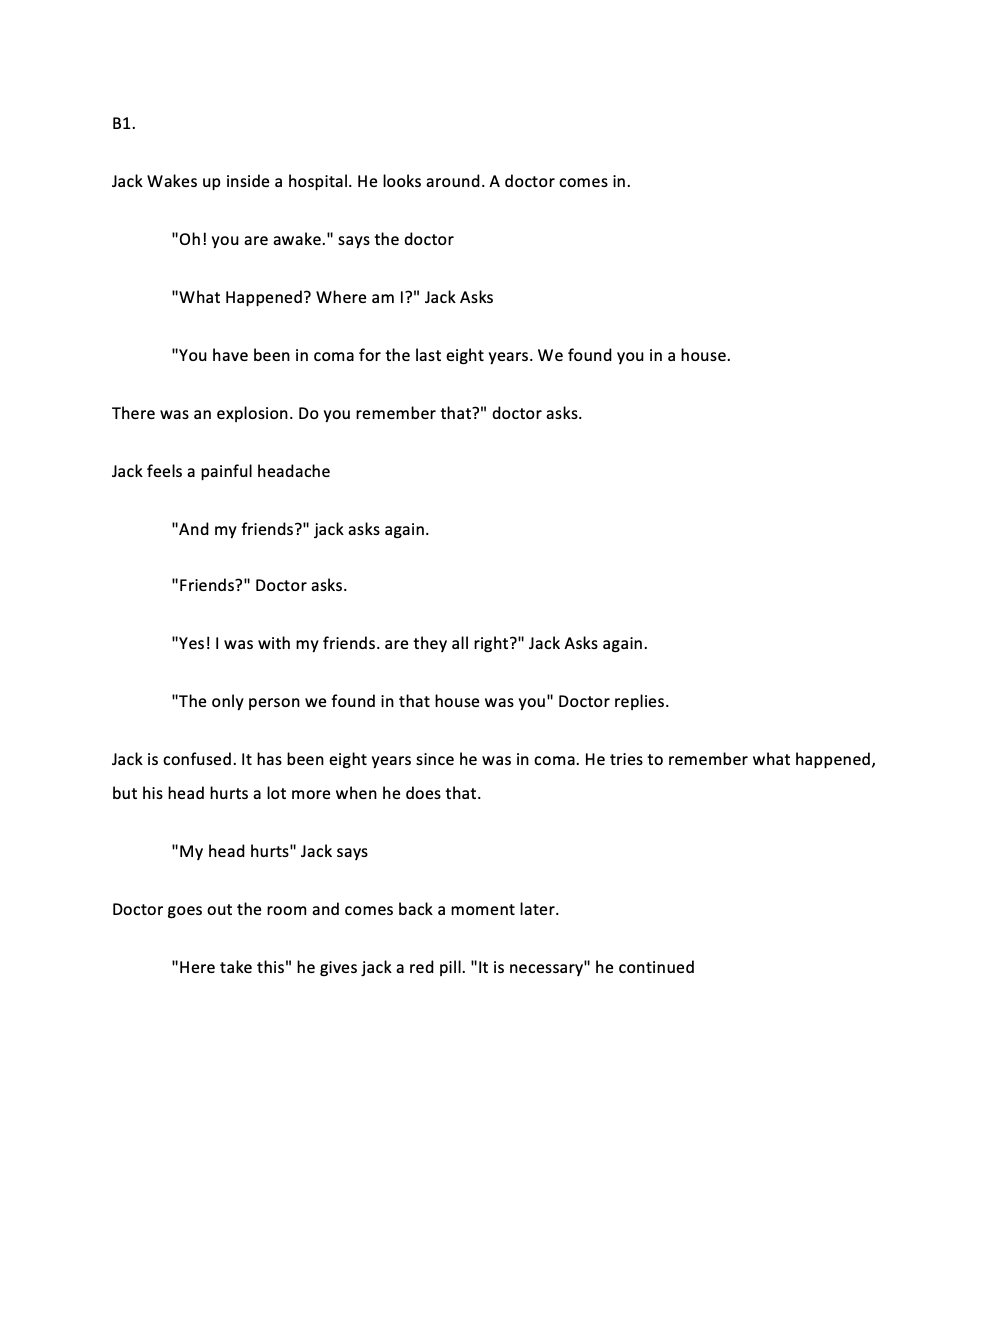 B1.
Jack Wakes up inside a hospital. He looks around. A doctor comes in.
"Oh! you are awake." says the doctor
"What Happened? Where am I?" Jack Asks
"You have been in coma for the last eight years. We found you in a house.
There was an explosion. Do you remember that?" doctor asks.
Jack feels a painful headache
"And my friends?" jack asks again.
"Friends?" Doctor asks.
"Yes! I was with my friends. are they all right?" Jack Asks again.
"The only person we found in that house was you" Doctor replies.
Jack is confused. It has been eight years since he was in coma. He tries to remember what happened,
but his head hurts a lot more when he does that.
"My head hurts" Jack says
Doctor goes out the room and comes back a moment later.
"Here take this" he gives jack a red pill. "It is necessary" he continued